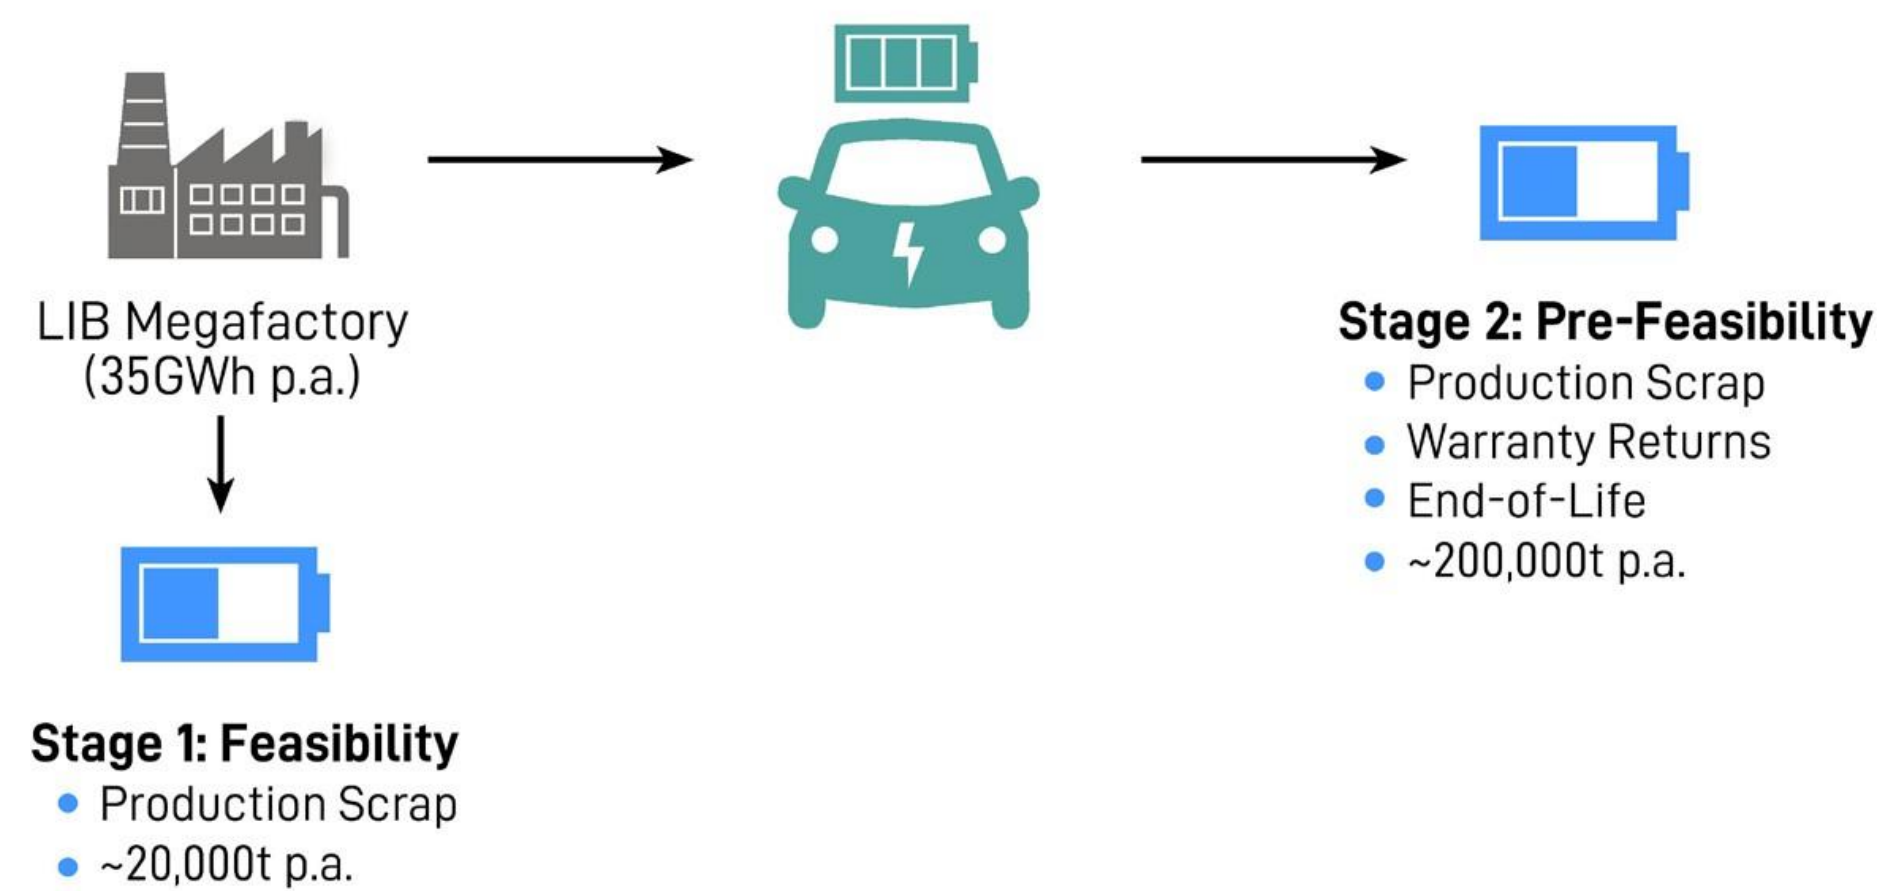 LIB Megafactory
(35GWh p.a.)
Stage 1: Feasibility
Production Scrap
~20,000t p.a.
Stage 2: Pre-Feasibility
Production Scrap
Warranty Returns
End-of-Life
~200,000t p.a.